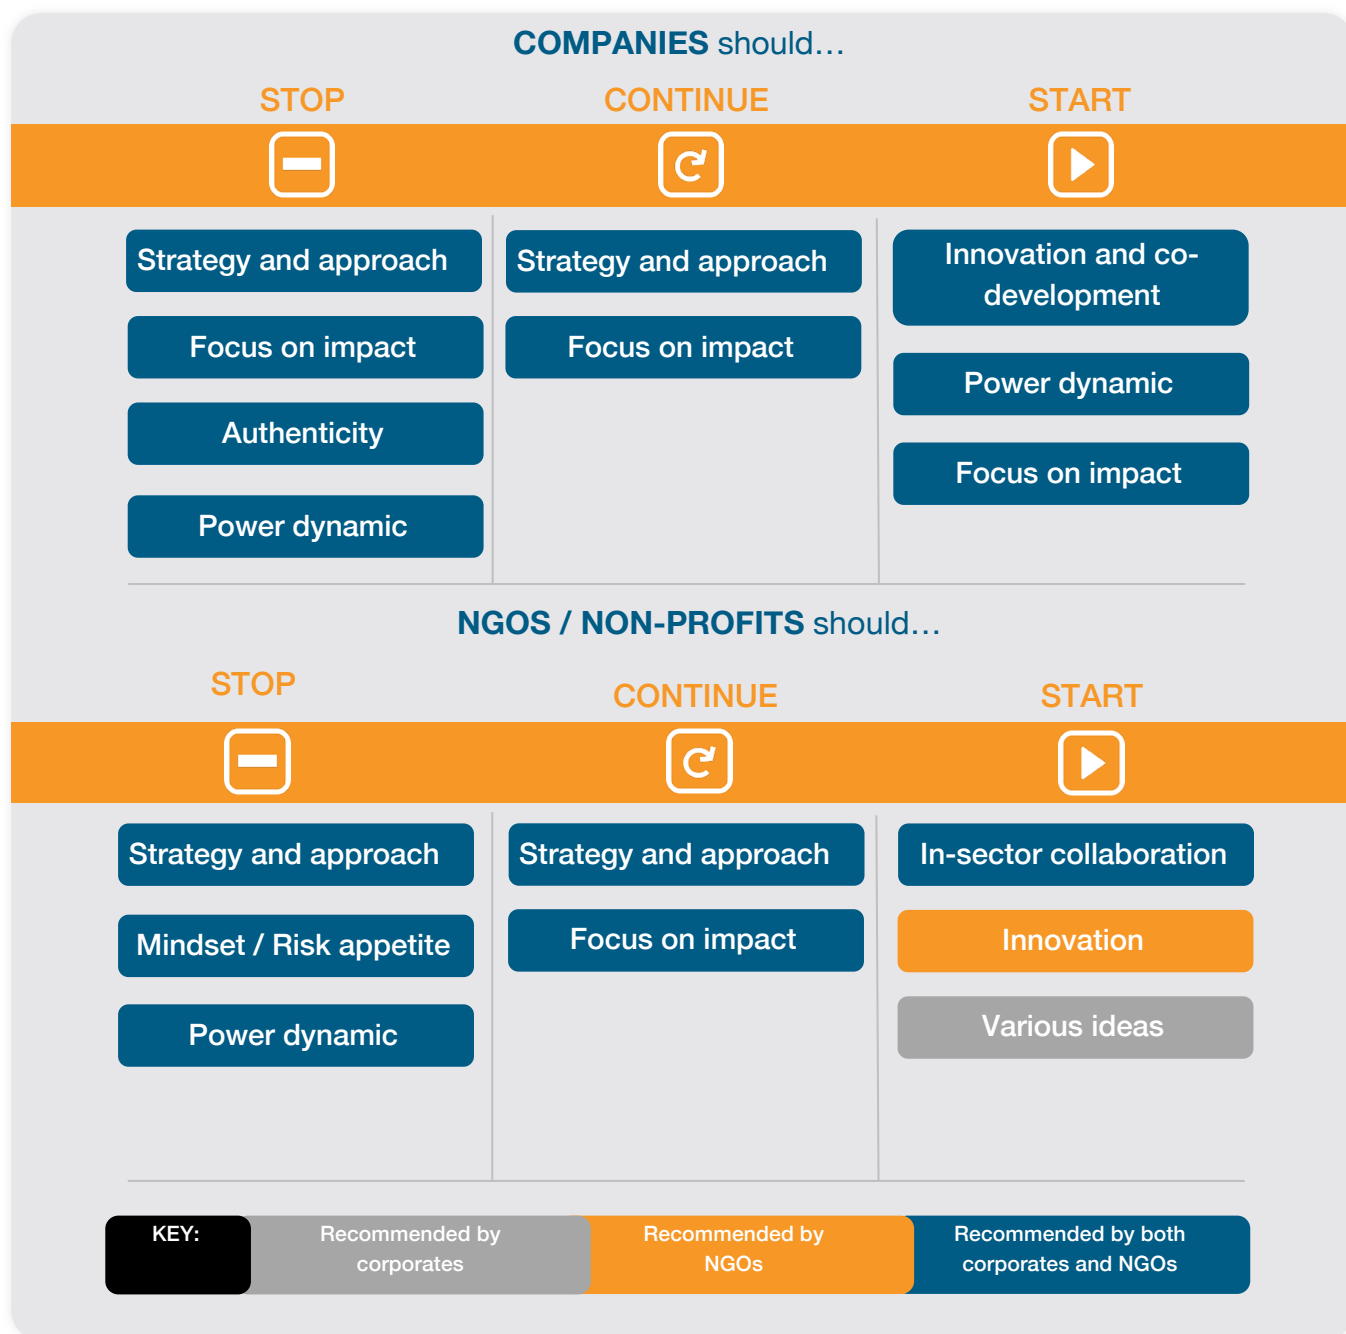 COMPANIES should…
STOP
CONTINUE
START
Strategy and approach
Focus on impact
Authenticity
Power dynamic
Strategy and approach
Focus on impact
Innovation and co-
development
Power dynamic
Focus on impact
NGOS / NON-PROFITS should…
STOP
CONTINUE
START
Strategy and approach
Mindset / Risk appetite
Power dynamic
Strategy and approach
Focus on impact
In-sector collaboration
Innovation
Various ideas
KEY:
Recommended by
corporates
Recommended by
NGOs
Recommended by both
corporates and NGOs